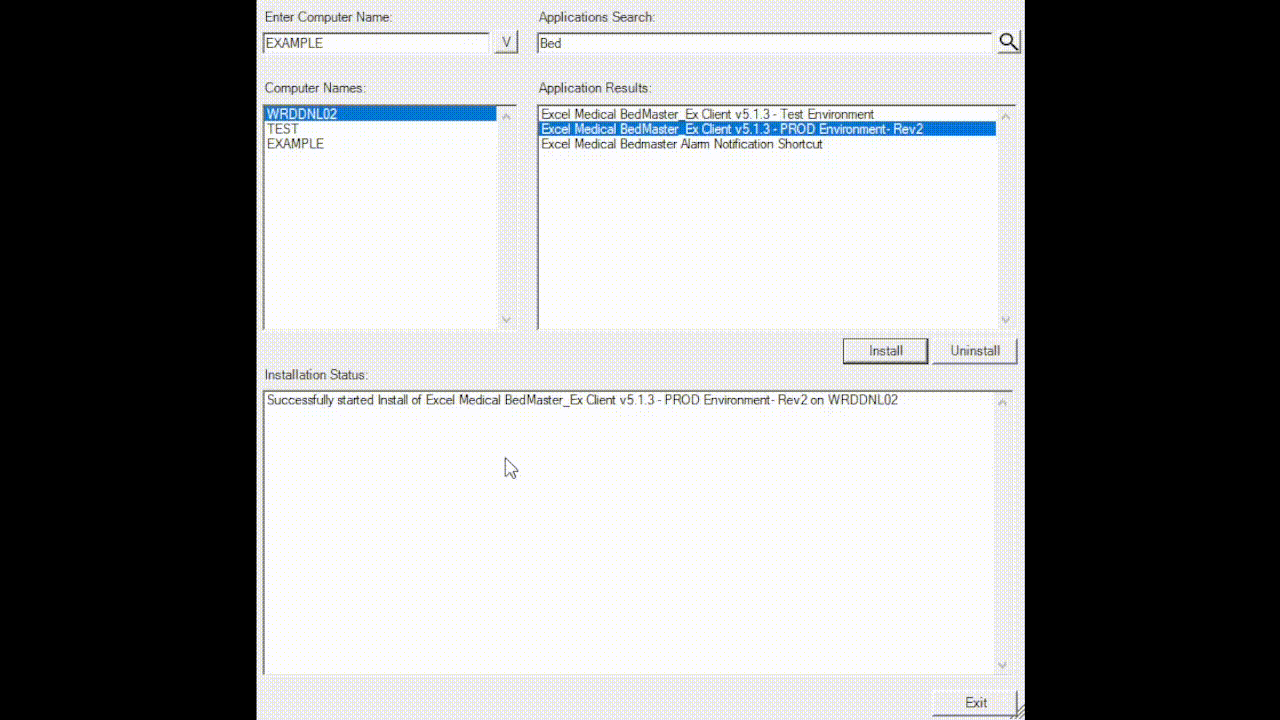 Enter Computer Name:
Applications Search:
EXAMPLE
V
Bed
Computer Names:
Application Results:
WRDDNL02
TEST
EXAMPLE
Excel Medical BedMaster_Ex Client v5.1.3 - Test Environment
Excel Medical BedMaster_Ex Client v5.1.3 - PROD Environment- Rev2
Excel Medical Bedmaster Alarm Notification Shortcut
Install
Uninstall
Installation Status:
Successfully started Install of Excel Medical BedMaster_Ex Client v5.1.3 - PROD Environment- Rev2 on WRDDNL02
Exit